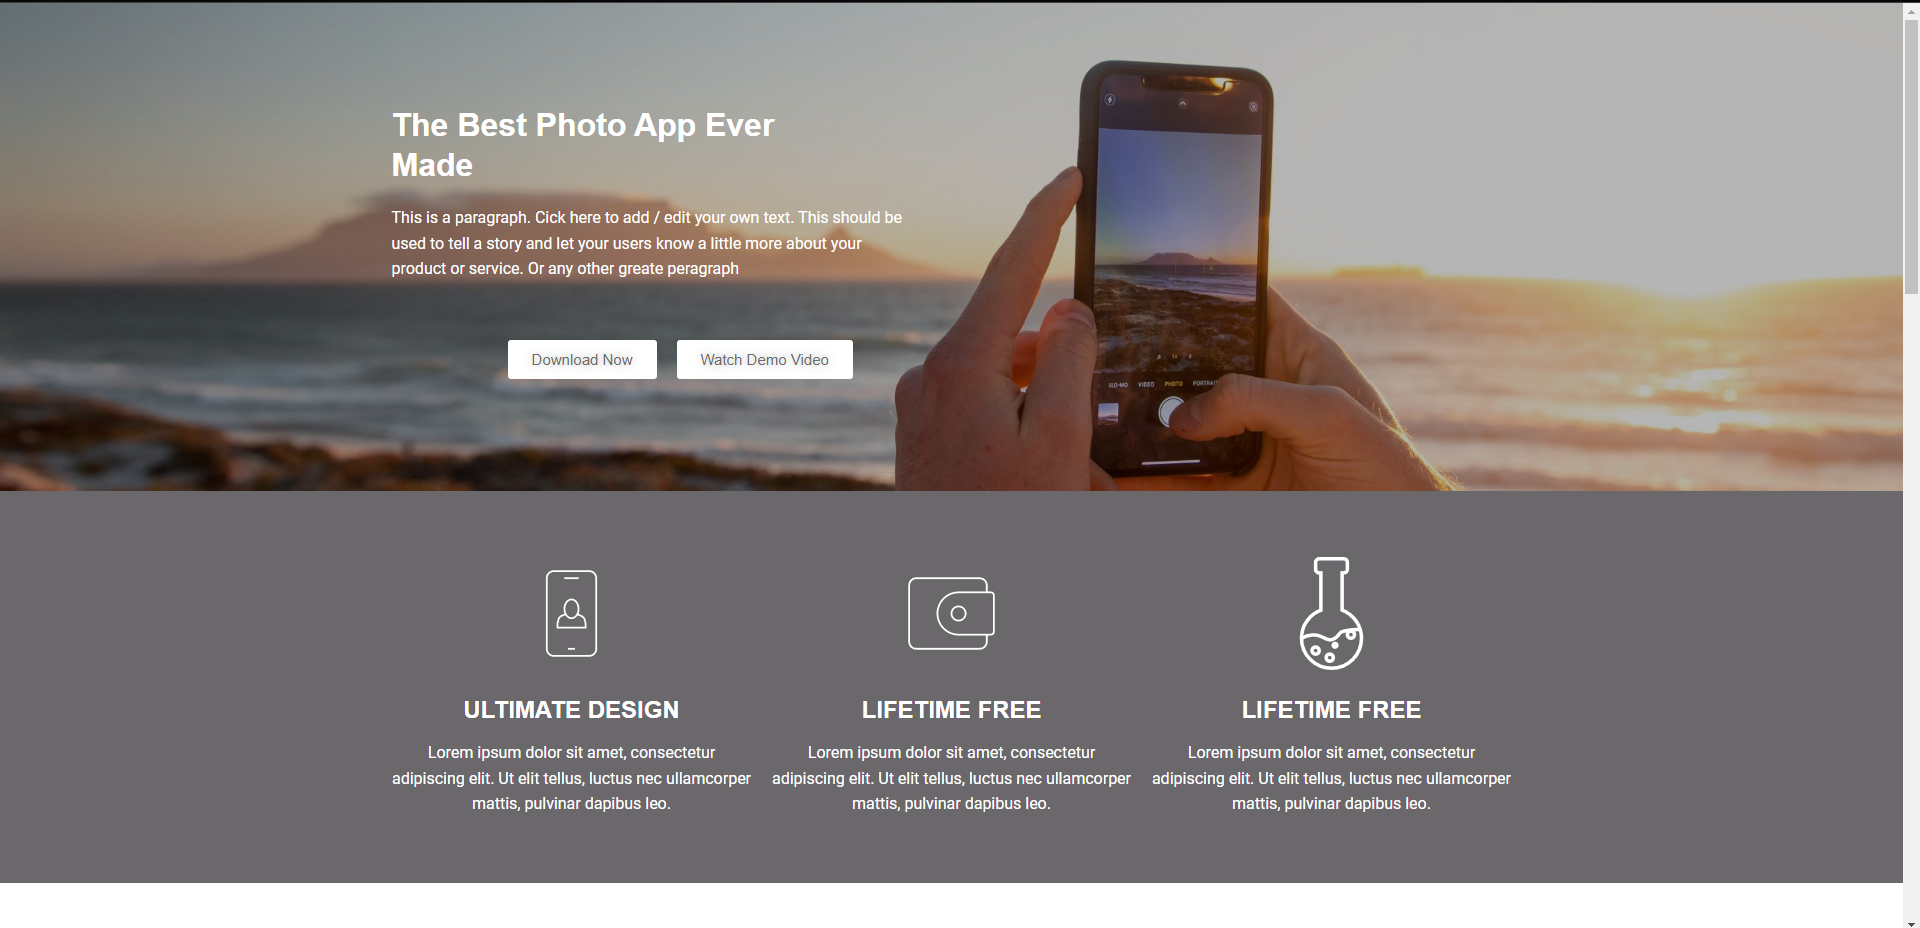 The Best Photo App Ever
Made
This is a paragraph. Cick here to add / edit your own text. This should be
used to tell a story and let your users know a little more about your
product or service. Or any other greate peragraph
Download Now
Watch Demo Video
SLO-MO VIDEO PHOTO PORTRAIT
ULTIMATE DESIGN
Lorem ipsum dolor sit amet, consectetur
adipiscing elit. Ut elit tellus, luctus nec ullamcorper
mattis, pulvinar dapibus leo.
LIFETIME FREE
Lorem ipsum dolor sit amet, consectetur
adipiscing elit. Ut elit tellus, luctus nec ullamcorper
mattis, pulvinar dapibus leo.
LIFETIME FREE
Lorem ipsum dolor sit amet, consectetur
adipiscing elit. Ut elit tellus, luctus nec ullamcorper
mattis, pulvinar dapibus leo.